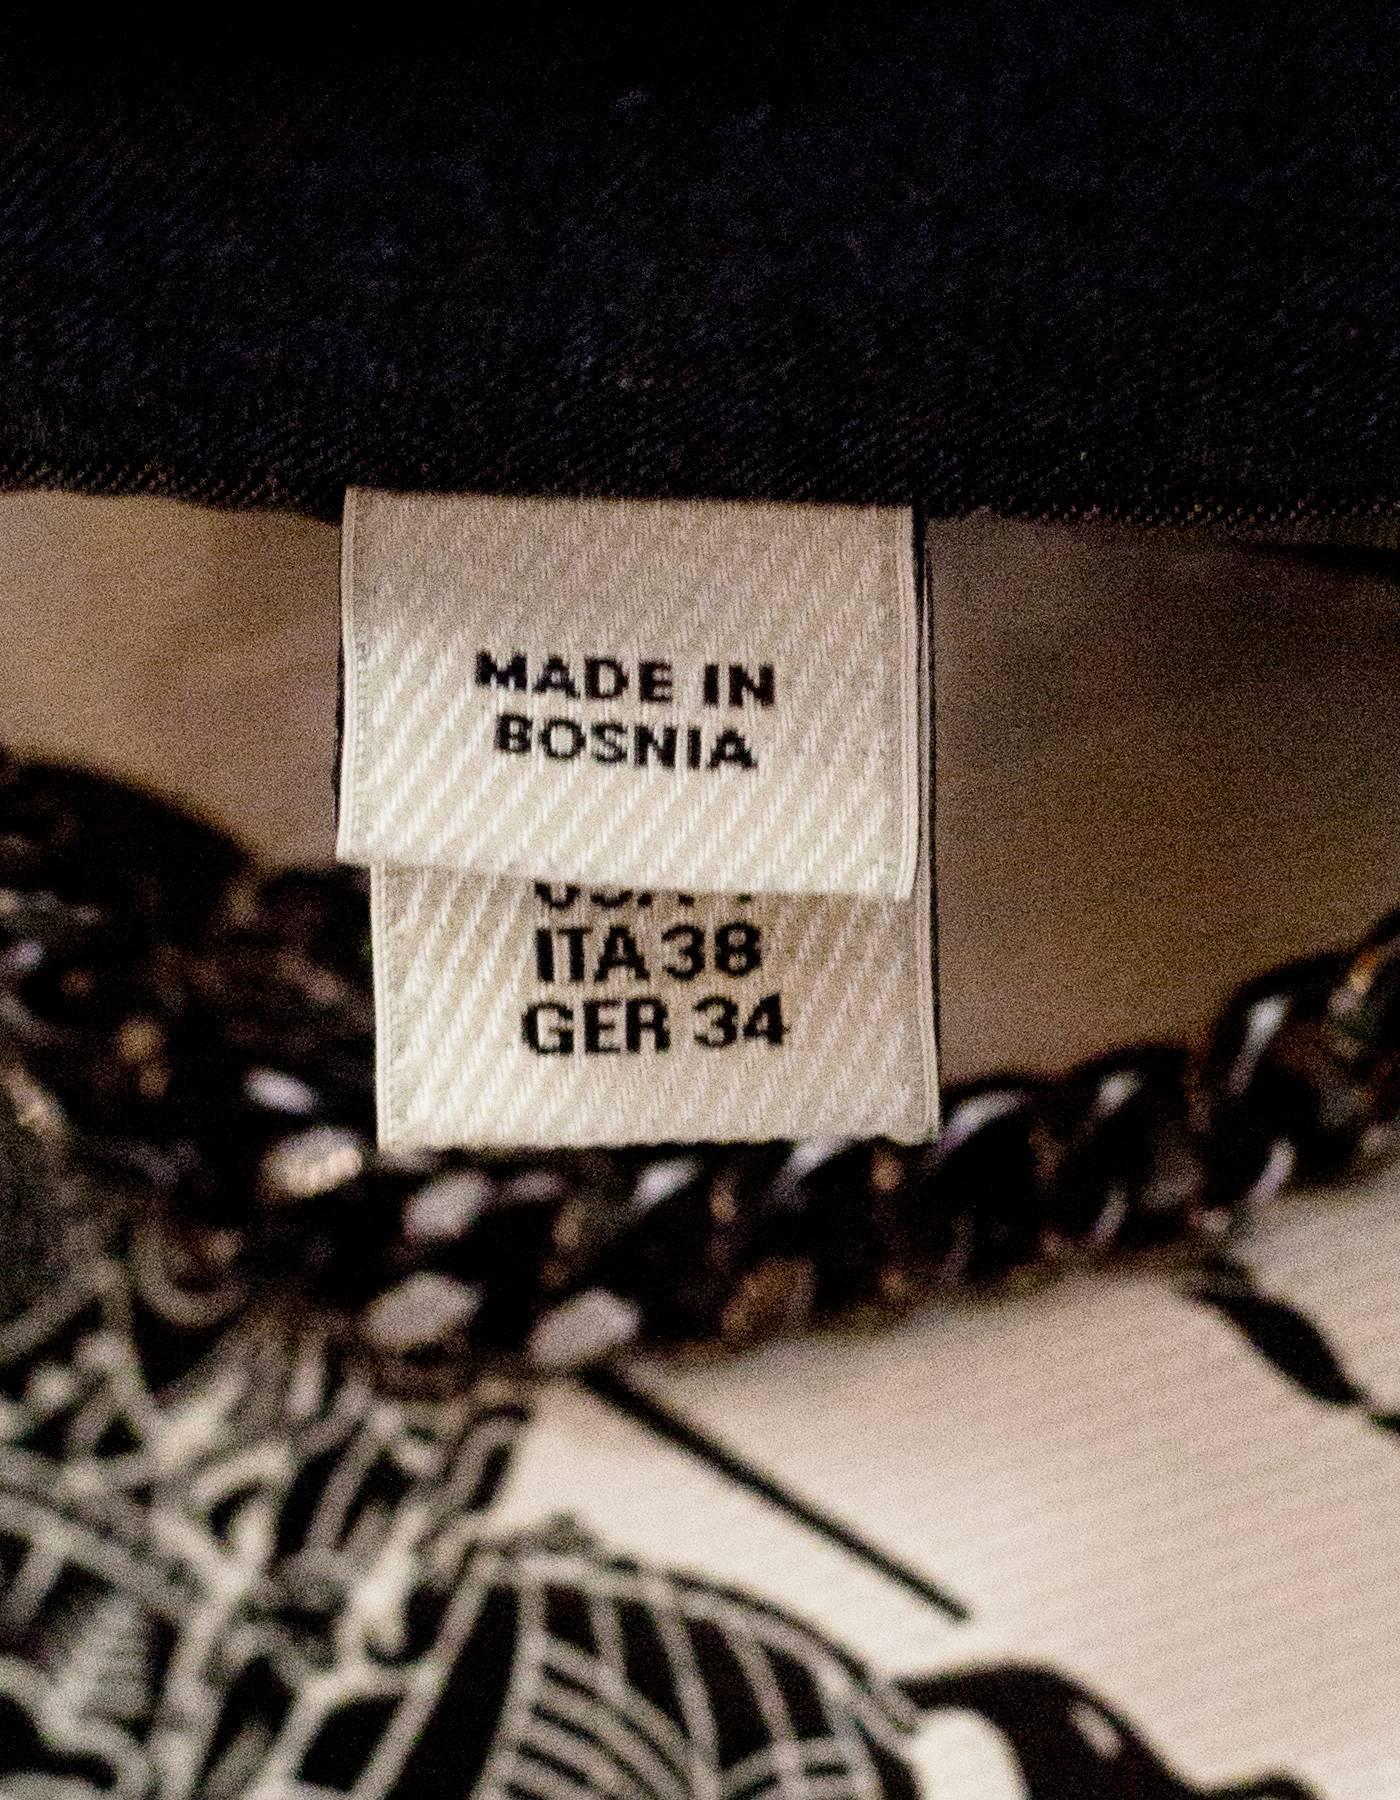 MADE IN
BOSNIA
ITA 38
GER 34